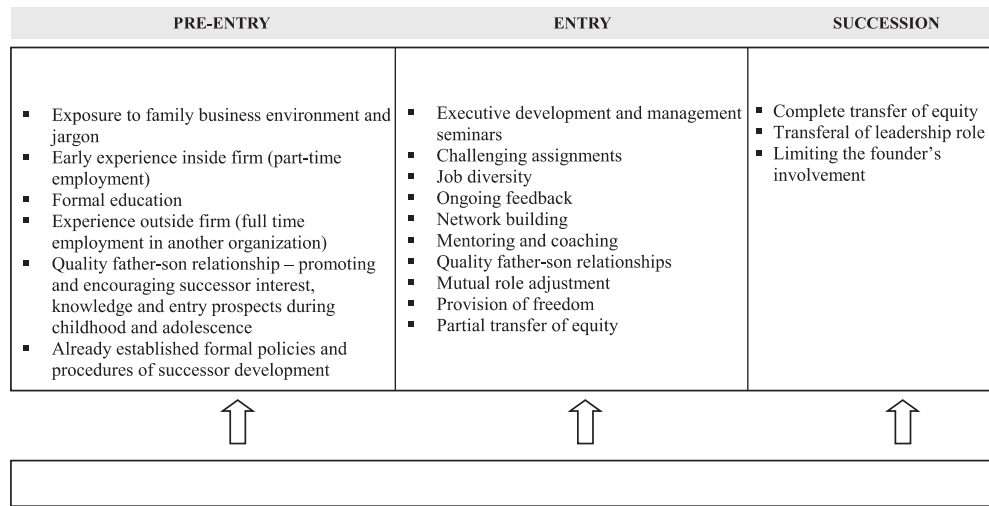 PRE-ENTRY
ENTRY
SUCCESSION
▪ Exposure to family business environment and
jargon
▪ Early experience inside firm (part-time
employment)
▪ Formal education
▪ Experience outside firm (full time
employment in another organization)
▪ Quality father-son relationship – promoting
and encouraging successor interest,
knowledge and entry prospects during
childhood and adolescence
▪ Already established formal policies and
procedures of successor development
▪ Executive development and management
seminars
▪ Challenging assignments
▪ Job diversity
▪ Ongoing feedback
▪ Network building
▪ Mentoring and coaching
▪ Quality father-son relationships
▪ Mutual role adjustment
▪ Provision of freedom
▪ Partial transfer of equity
▪ Complete transfer of equity
▪ Transferal of leadership role
▪ Limiting the founder’s
involvement